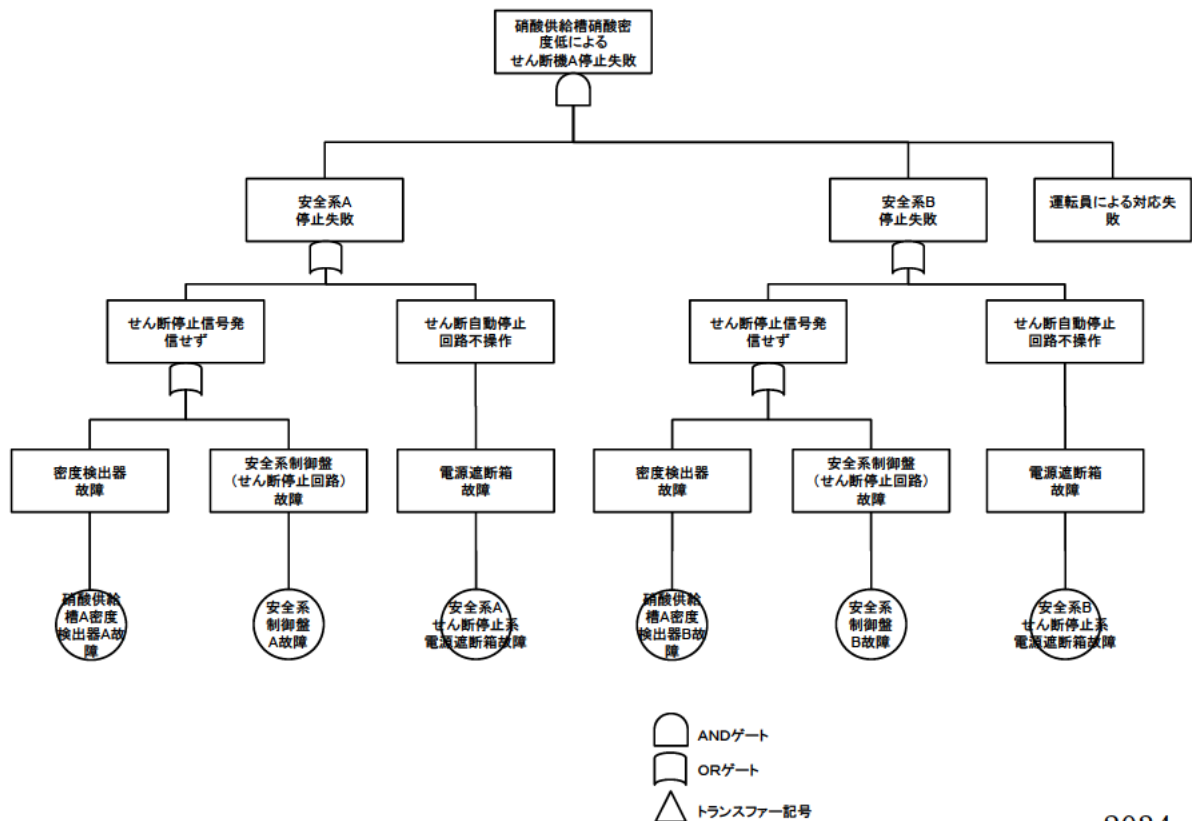 硝酸供給槽硝酸密
度低による
せん断機A停止失敗
安全系A
停止失敗
安全系B
停止失敗
運転員による対応失
敗
せん断停止信号発
信せず
せん断自動停止
回路不操作
せん断停止信号発
信せず
せん断自動停止
回路不操作
密度検出器
故障
安全系制御盤
（せん断停止回路）
故障
電源遮断箱
故障
密度検出器
故障
安全系制御盤
（せん断停止回路）
故障
電源遮断箱
故障
硝酸供給
槽A密度
検出器A故
障
安全系
制御盤
A故障
安全系A
せん断停止系
電源遮断箱故障
硝酸供給
槽A密度
検出器B故
障
安全系
制御盤
B故障
安全系B
せん断停止系
電源遮断箱故障
ANDゲート
ORゲート
トランスファー記号